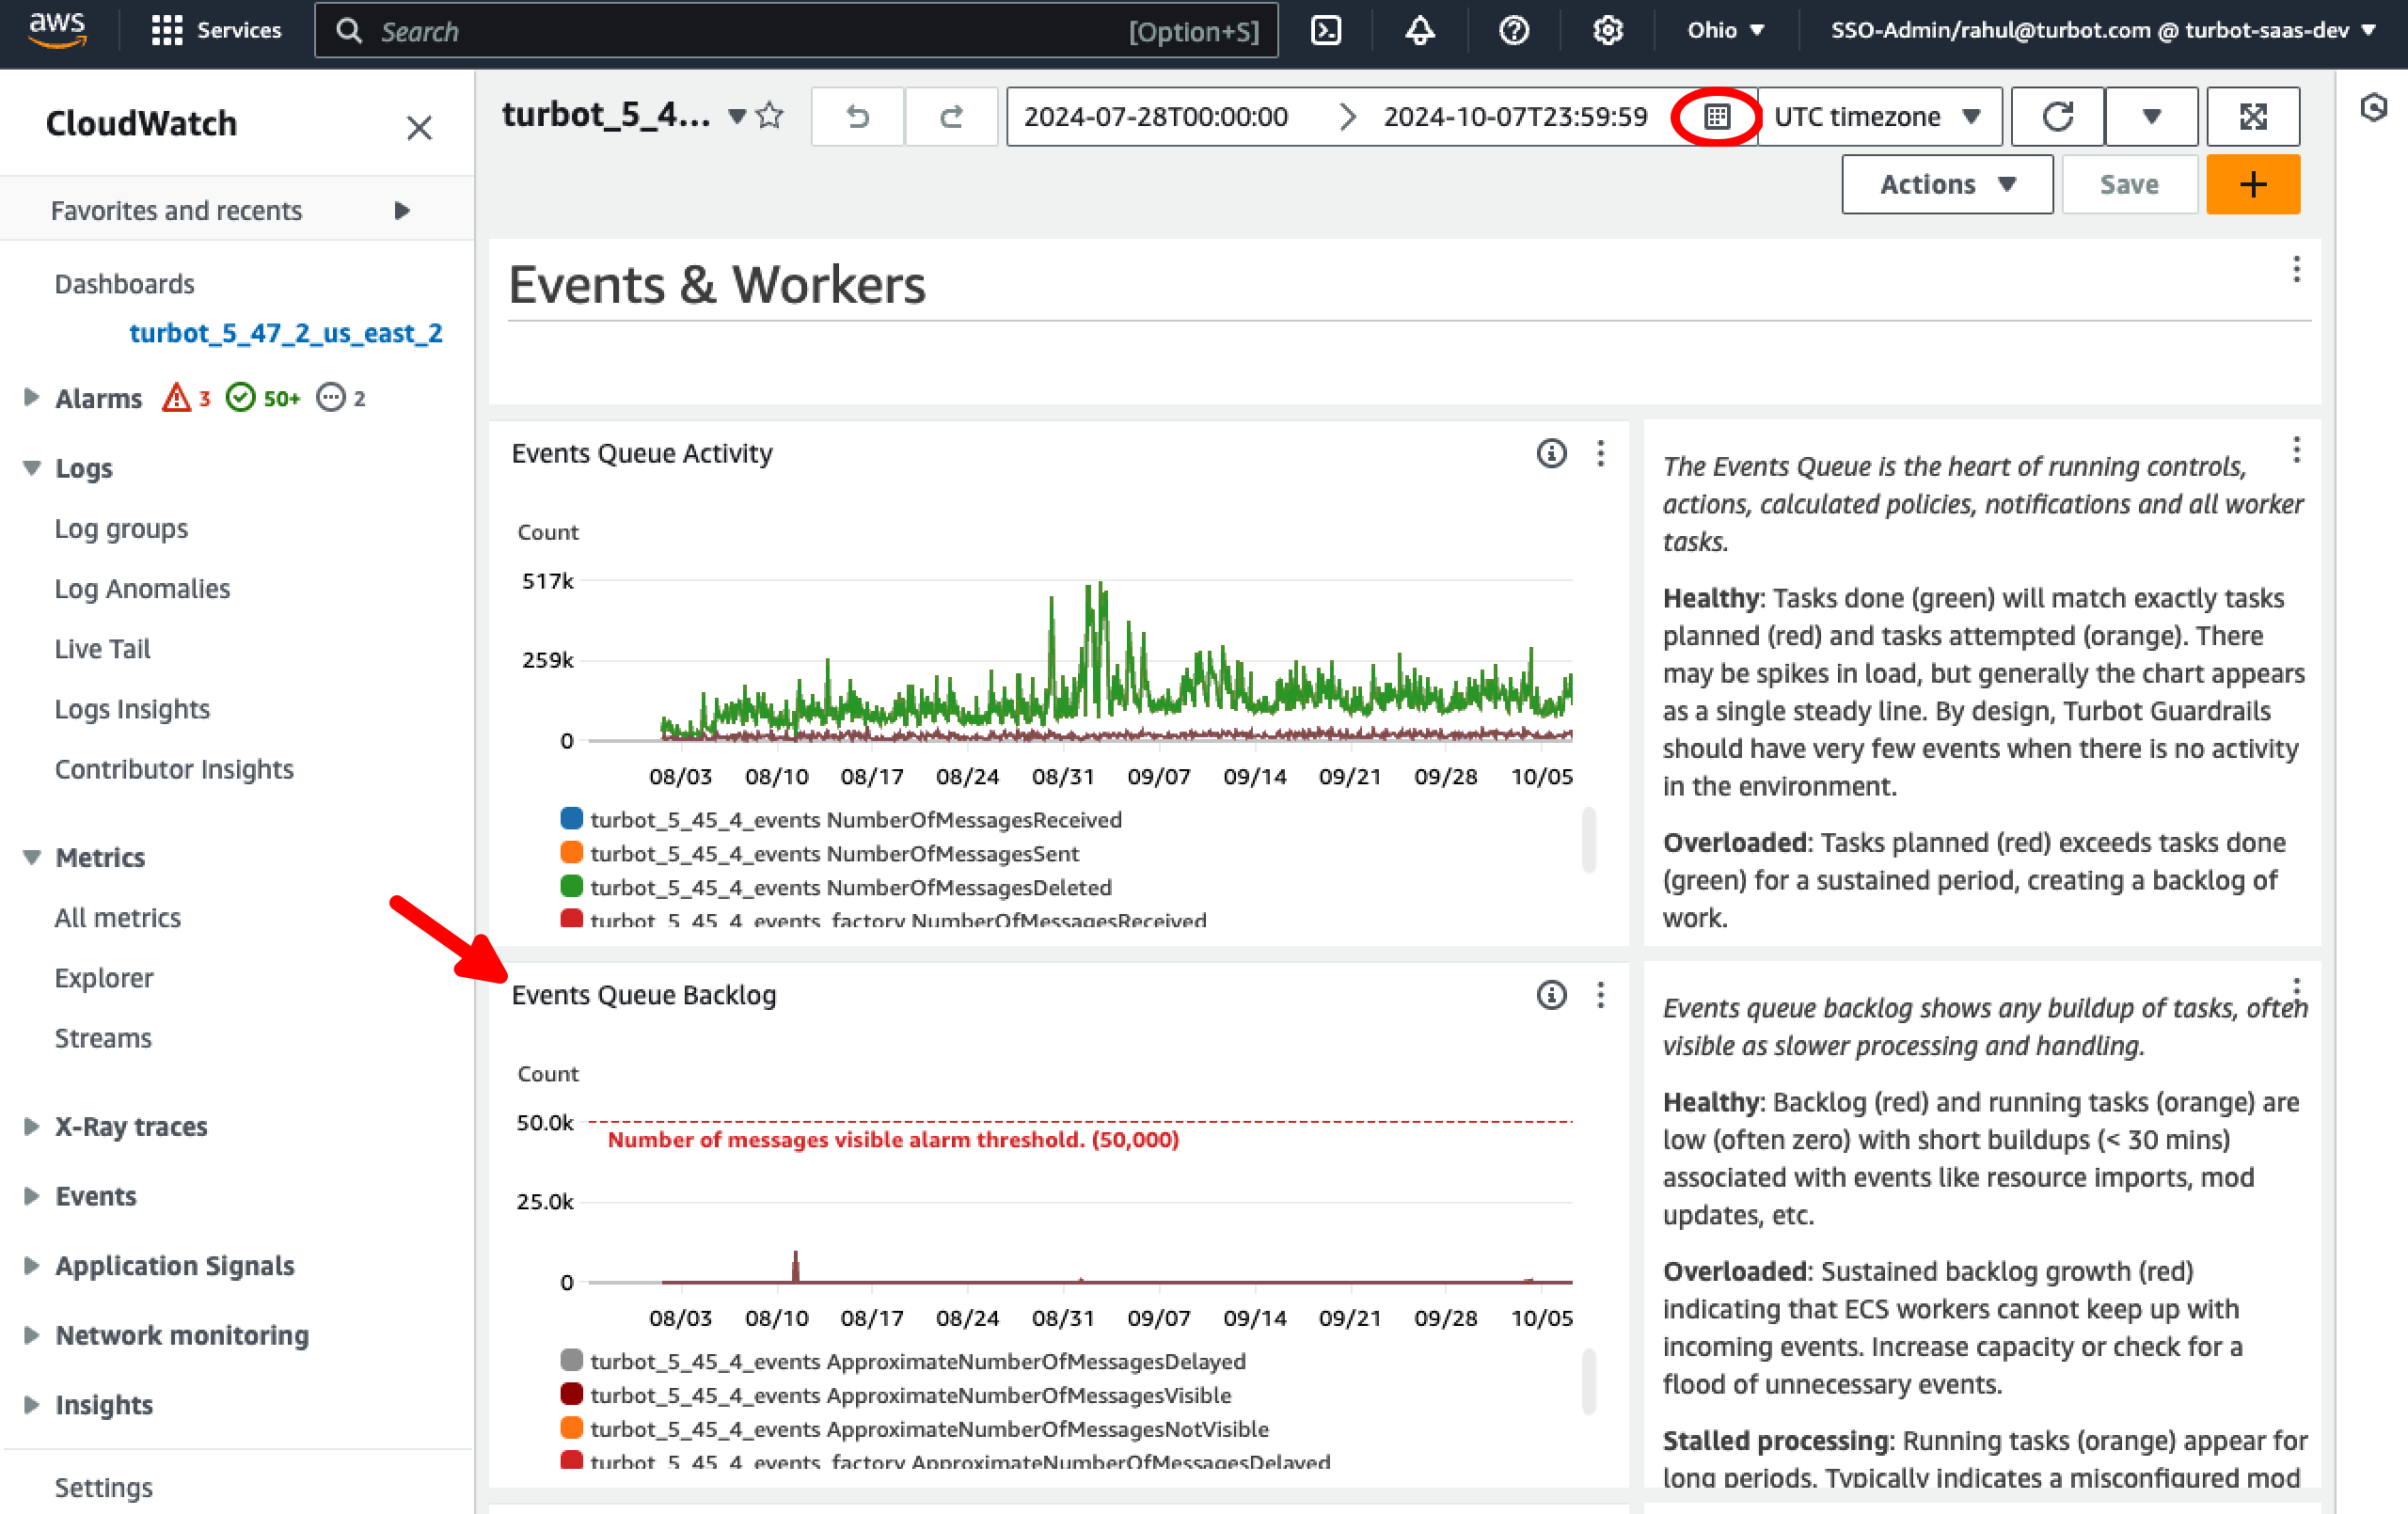 aws
Services
Search
[Option+S]
Ohio
SSO-Admin/rahul@turbot.com @ turbot-saas-dev
CloudWatch
Favorites and recents
Dashboards
turbot_5_47_2_us_east_2
Alarms 3 50+ 2
Logs
Log groups
Log Anomalies
Live Tail
Logs Insights
Contributor Insights
Metrics
All metrics
Explorer
Streams
X-Ray traces
Events
Application Signals
Network monitoring
Insights
Settings
turbot_5_4...
2024-07-28T00:00:00
2024-10-07T23:59:59
UTC timezone
Actions
Save
Events & Workers
Events Queue Activity
Count
517k
259k
0
08/03 08/10 08/17 08/24 08/31 09/07 09/14 09/21 09/28 10/05
turbot_5_45_4_events NumberOfMessagesReceived
turbot_5_45_4_events NumberOfMessagesSent
turbot_5_45_4_events NumberOfMessagesDeleted
turbot_5_45_4_events_factory NumberOfMessagesReceived
The Events Queue is the heart of running controls,
actions, calculated policies, notifications and all worker
tasks.
Healthy: Tasks done (green) will match exactly tasks
planned (red) and tasks attempted (orange). There
may be spikes in load, but generally the chart appears
as a single steady line. By design, Turbot Guardrails
should have very few events when there is no activity
in the environment.
Overloaded: Tasks planned (red) exceeds tasks done
(green) for a sustained period, creating a backlog of
work.
Events Queue Backlog
Count
50.0k
Number of messages visible alarm threshold. (50,000)
25.0k
0
08/03 08/10 08/17 08/24 08/31 09/07 09/14 09/21 09/28 10/05
turbot_5_45_4_events ApproximateNumberOfMessagesDelayed
turbot_5_45_4_events ApproximateNumberOfMessagesVisible
turbot_5_45_4_events ApproximateNumberOfMessagesNotVisible
turbot_5_45_4_events_factory ApproximateNumberOfMessagesDelayed
Events queue backlog shows any buildup of tasks, often
visible as slower processing and handling.
Healthy: Backlog (red) and running tasks (orange) are
low (often zero) with short buildups (< 30 mins)
associated with events like resource imports, mod
updates, etc.
Overloaded: Sustained backlog growth (red)
indicating that ECS workers cannot keep up with
incoming events. Increase capacity or check for a
flood of unnecessary events.
Stalled processing: Running tasks (orange) appear for
long periods. Typically indicates a misconfigured mod